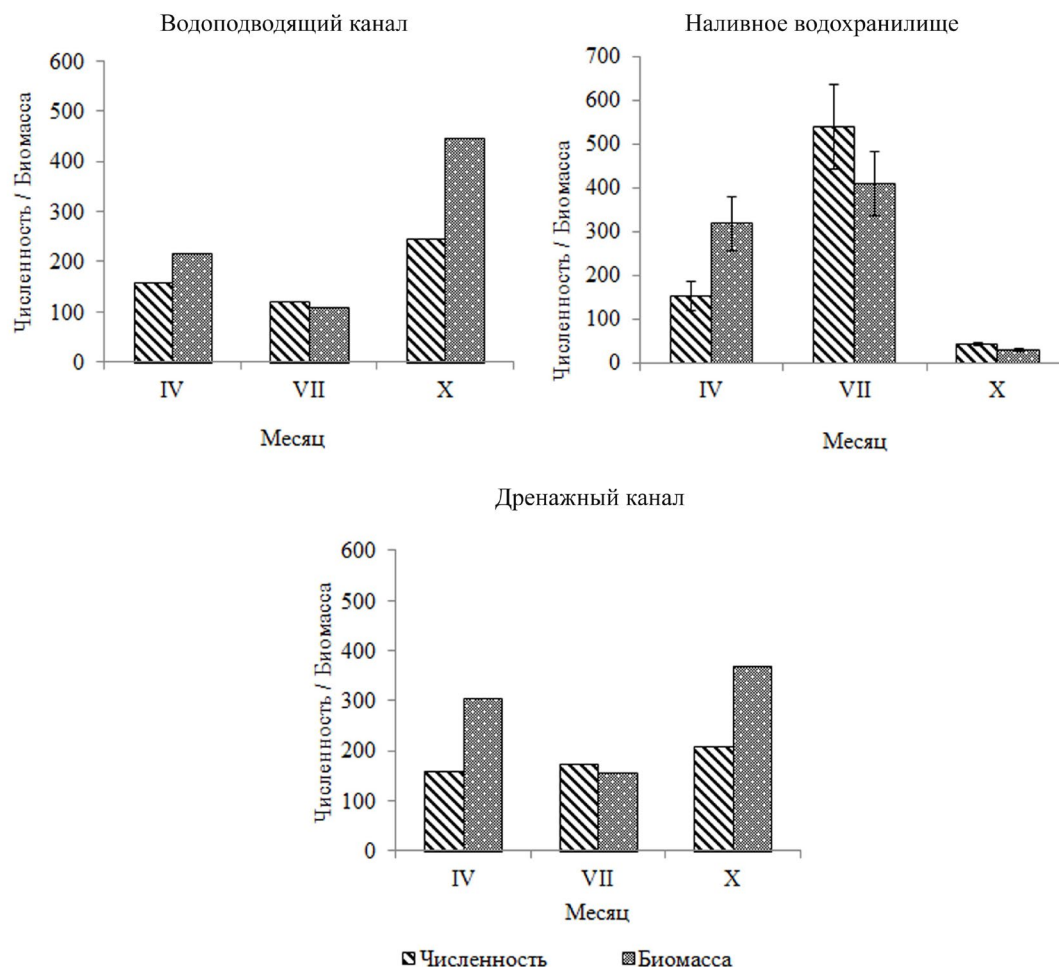 Водоподводящий канал
600
500
400
300
200
100
0
Численность / Биомасса
IV VII X
Месяц
Наливное водохранилище
700
600
500
400
300
200
100
0
Численность / Биомасса
IV VII X
Месяц
Дренажный канал
600
500
400
300
200
100
0
Численность / Биомасса
IV VII X
Месяц
Численность Биомасса